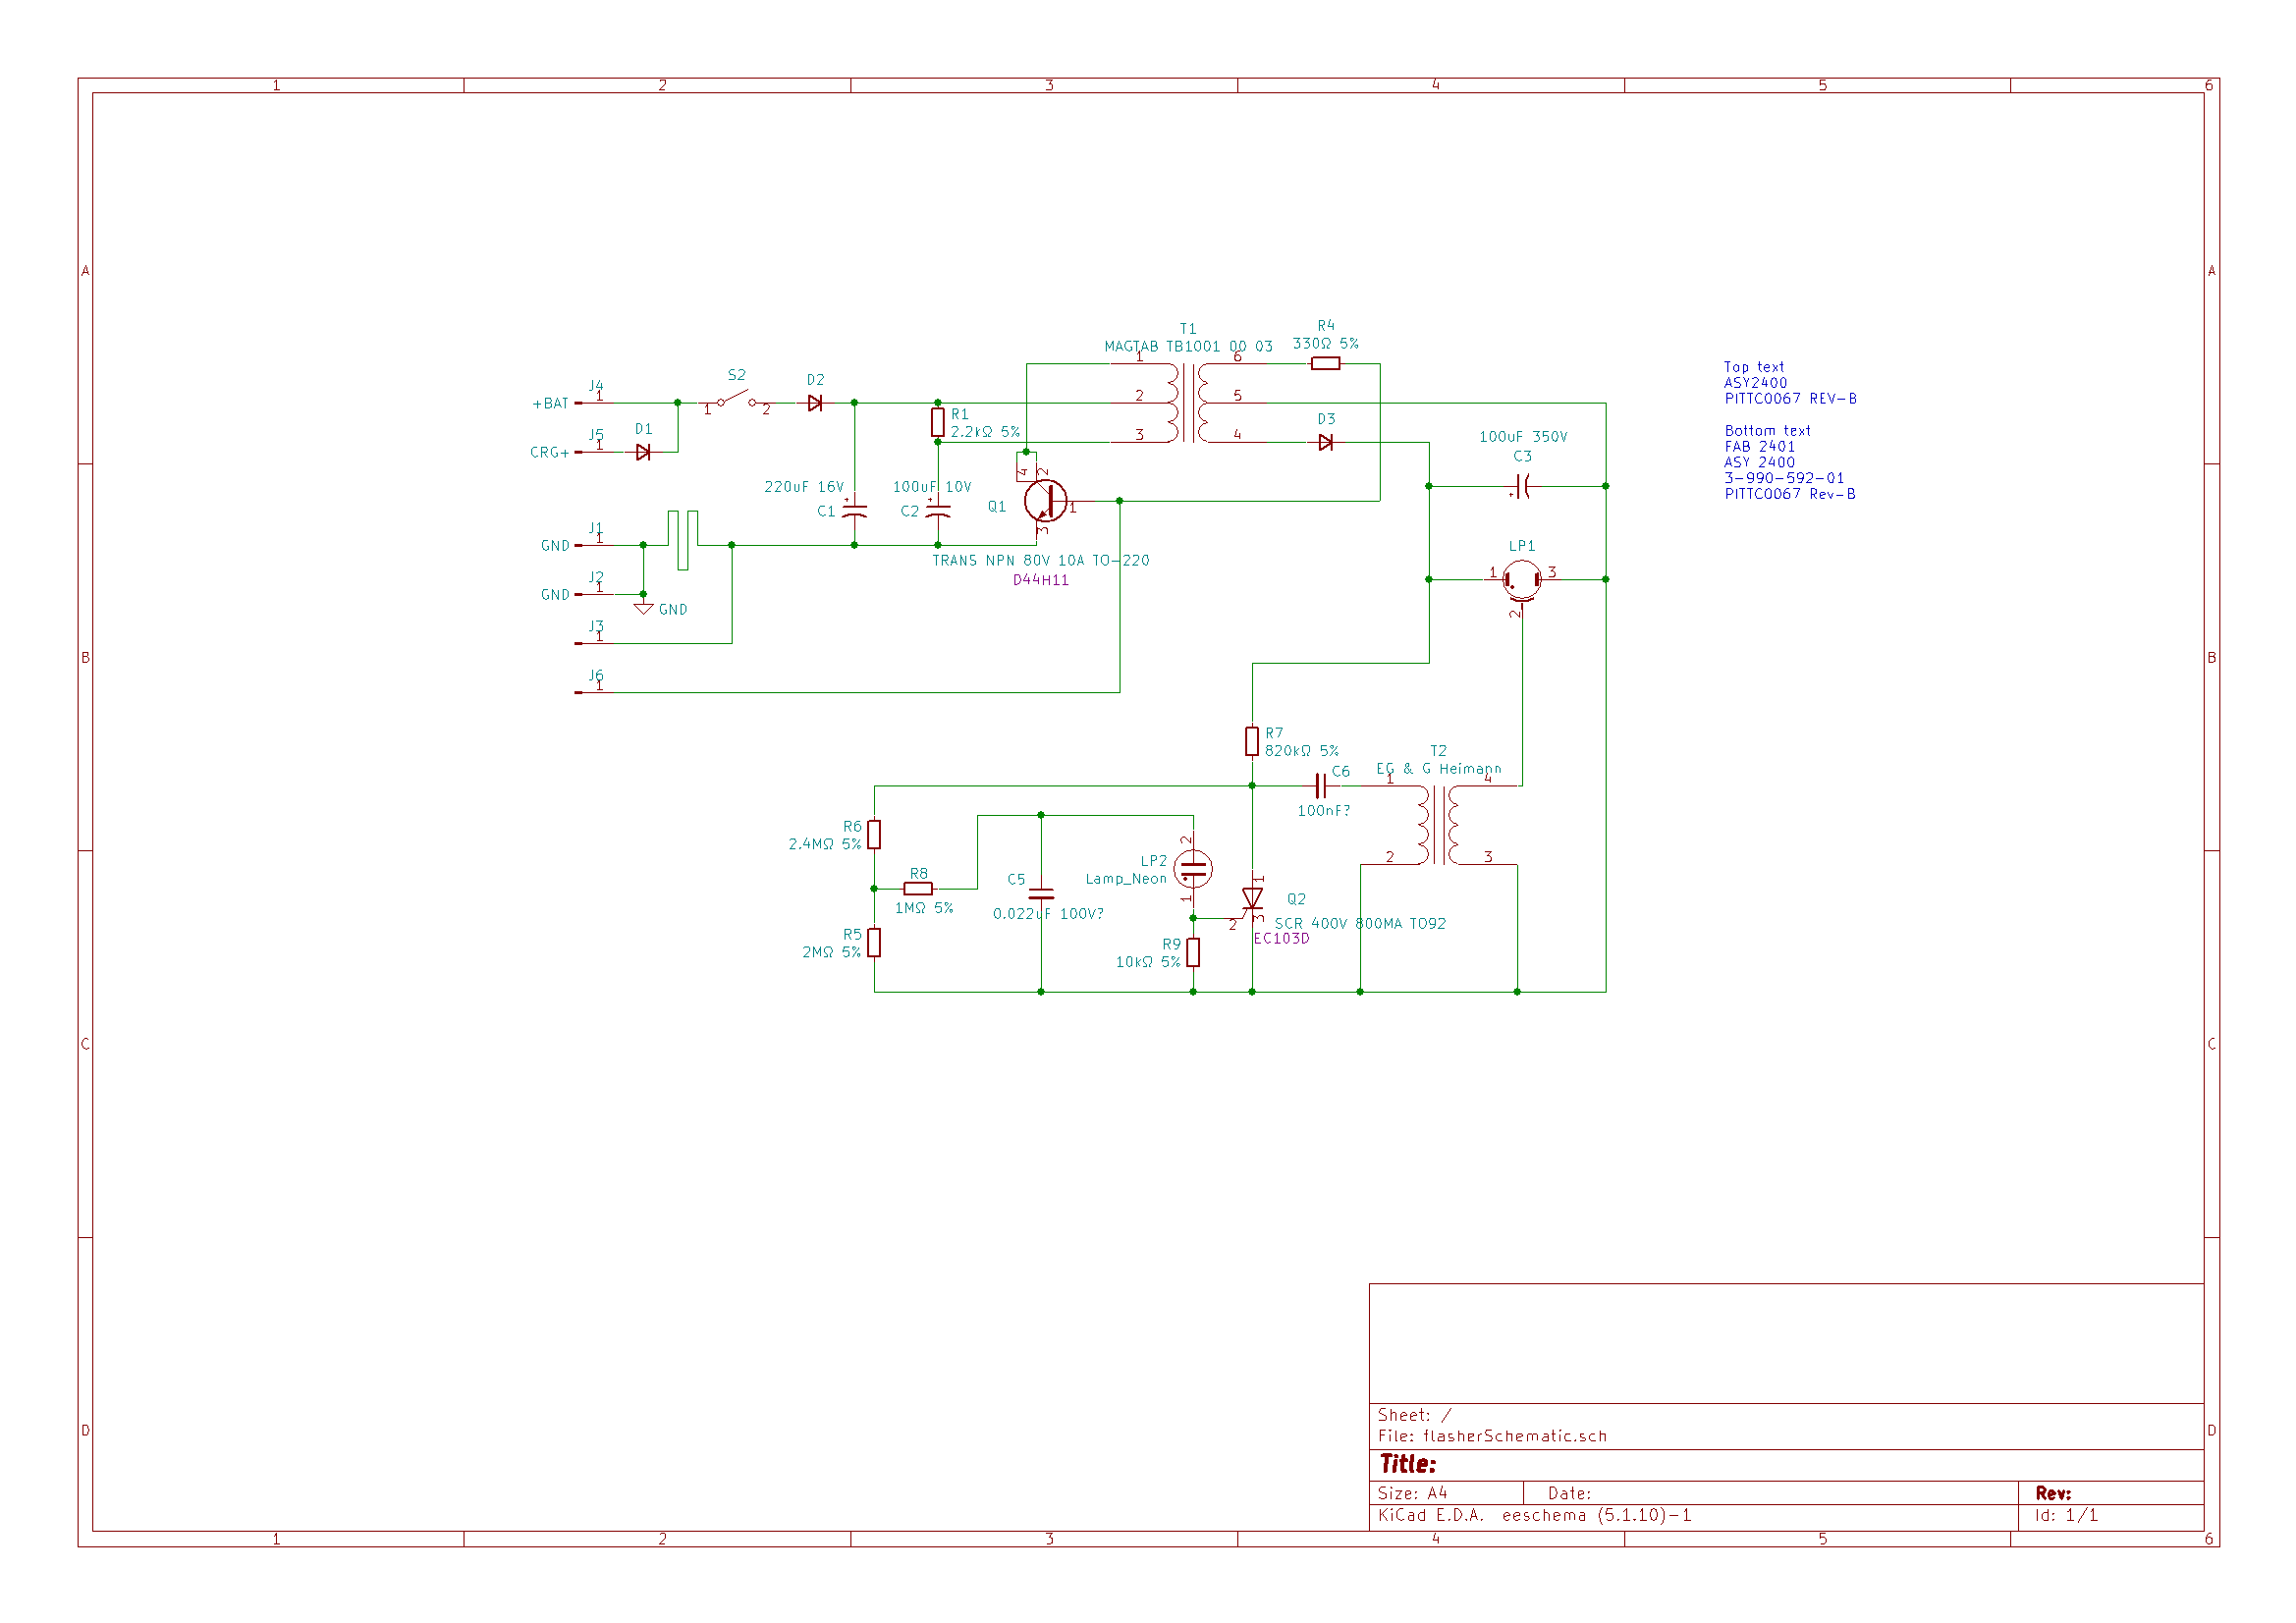 1 2 3 4 5 6
A A
T1
MAGTAB TB1001 00 03
R4
330Ω 5%
1 6
2 5
3 4
J4
+BAT 1
S2
1 2
D2
J5
CRG+ 1
D1
R1
2.2kΩ 5%
D3
100uF 350V
C3
Top text
ASY2400
PITTC0067 REV-B
Bottom text
FAB 2401
ASY 2400
3-990-592-01
PITTC0067 Rev-B
220uF 16V
C1
100uF 10V
C2
4 2
Q1
1
3
TRANS NPN 80V 10A TO-220
D44H11
J1
GND 1
J2
GND 1
GND
J3
1
J6
1
LP1
1 3
2
B B
R7
820kΩ 5%
C6
100nF?
T2
EG & G Heimann
1 4
2 3
R6
2.4MΩ 5%
R8
1MΩ 5%
R5
2MΩ 5%
C5
0.022uF 100V?
2
LP2
Lamp_Neon
1
R9
10kΩ 5%
1
2 3
Q2
SCR 400V 800MA TO92
EC103D
C C
D D
Sheet: /
File: flasherSchematic.sch
Title:
Size: A4 Date: Rev:
KiCad E.D.A. eeschema (5.1.10)-1 Id: 1/1
1 2 3 4 5 6